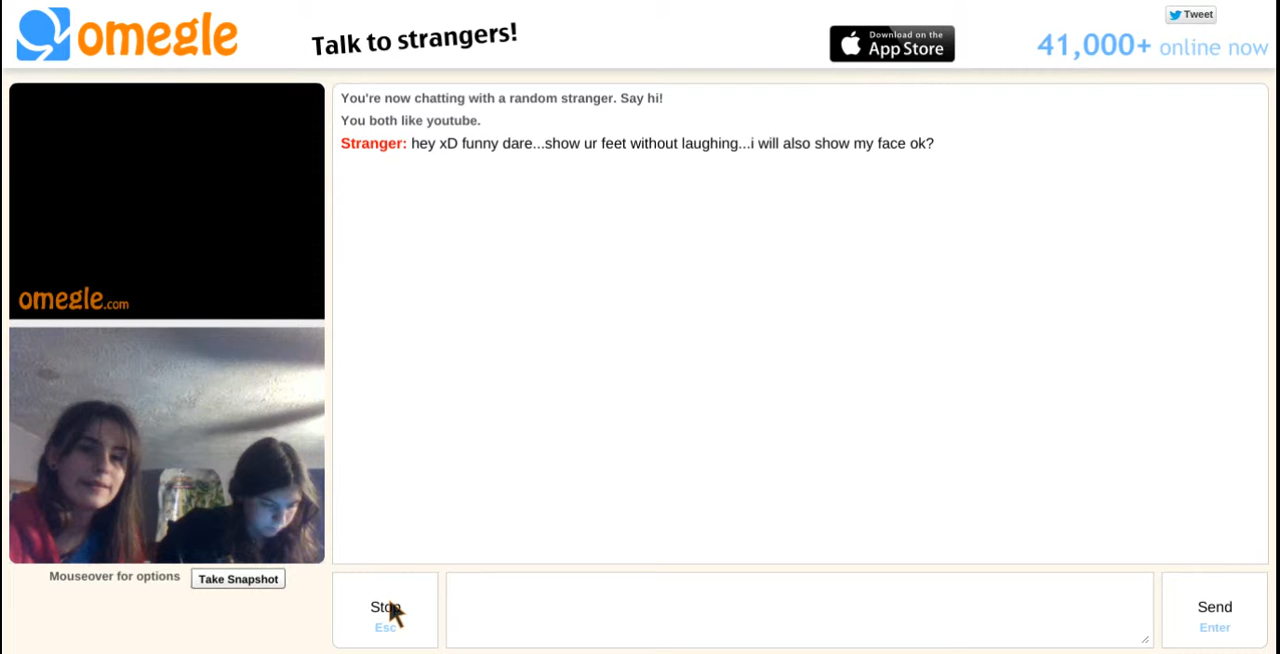 omegle
Talk to strangers!
Download on the
App Store
Tweet
41,000+ online now
You're now chatting with a random stranger. Say hi!
You both like youtube.
Stranger: hey xD funny dare...show ur feet without laughing...i will also show my face ok?
omegle.com
Mouseover for options
Take Snapshot
Stop
Esc
Send
Enter